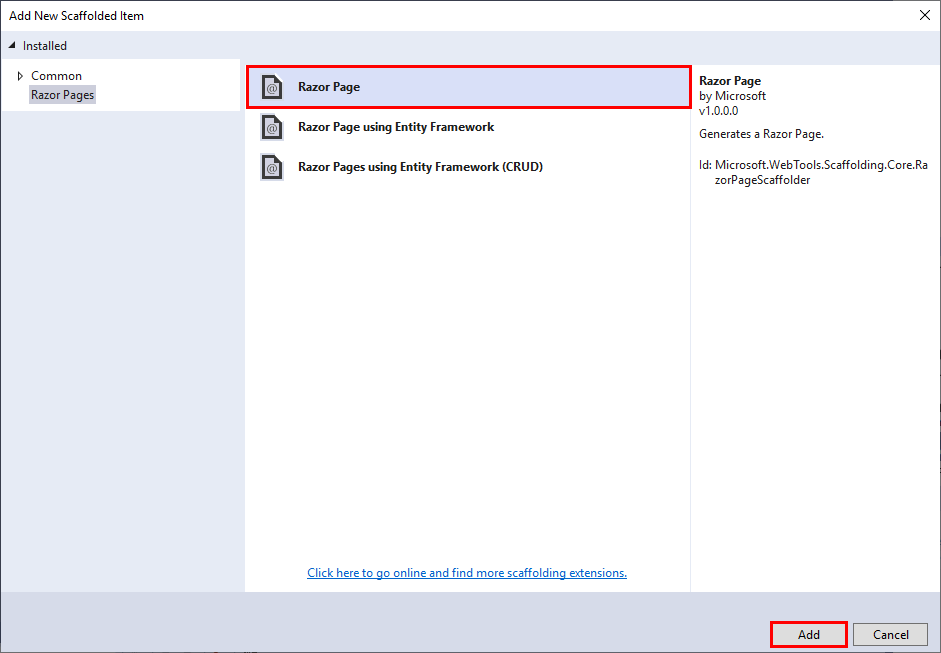 Add New Scaffolded Item
Installed
Common
Razor Pages
Razor Page
Razor Page using Entity Framework
Razor Pages using Entity Framework (CRUD)
Click here to go online and find more scaffolding extensions.
Razor Page
by Microsoft
v1.0.0.0
Generates a Razor Page.
Id: Microsoft.WebTools.Scaffolding.Core.Ra
zorPageScaffolder
Add
Cancel